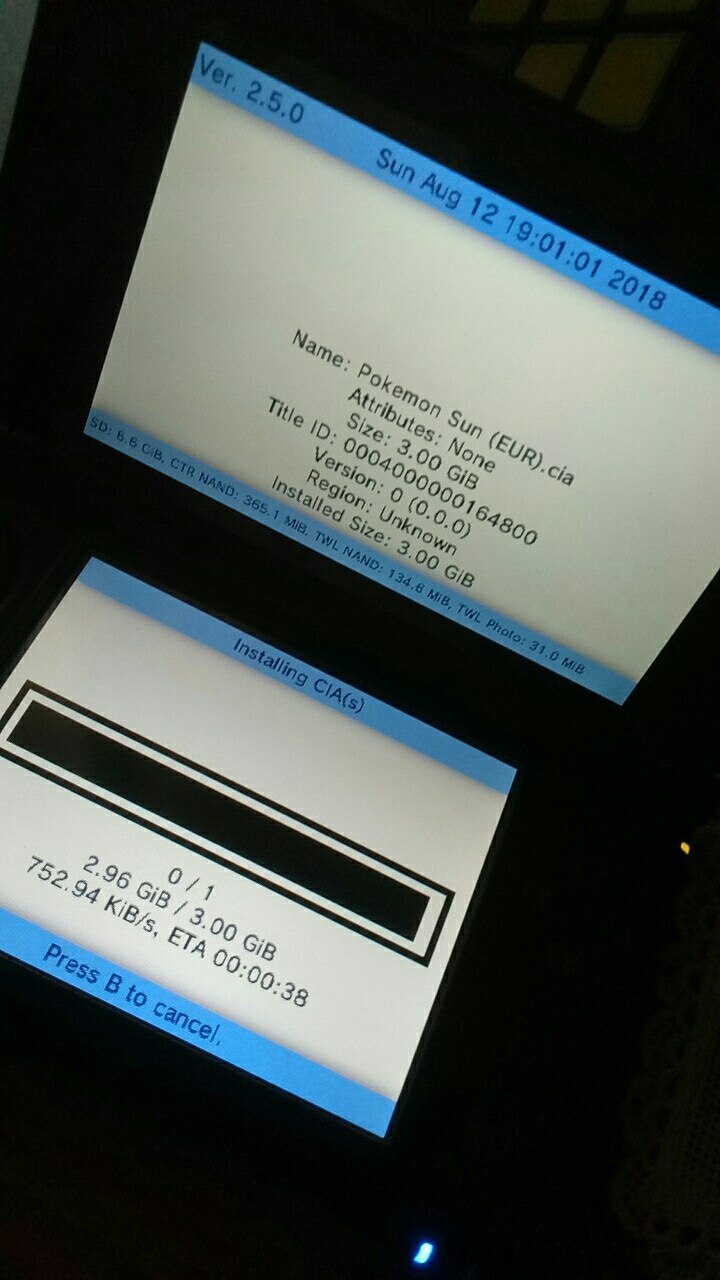 Ver. 2.5.0
Sun Aug 12 19:01:01 2018
Name: Pokemon Sun (EUR).cia
Attributes: None
Size: 3.00 GiB
Title ID: 0004000000164800
Version: 0 (0.0.0)
Region: Unknown
Installed Size: 3.00 GiB
SD: 6.6 GiB, CTR NAND: 365.1 MiB, TWL NAND: 134.6 MiB, TWL Photo: 31.0 MiB
Installing CIA(s)
0 / 1
2.96 GiB / 3.00 GiB
752.94 KiB/s, ETA 00:00:38
Press B to cancel.